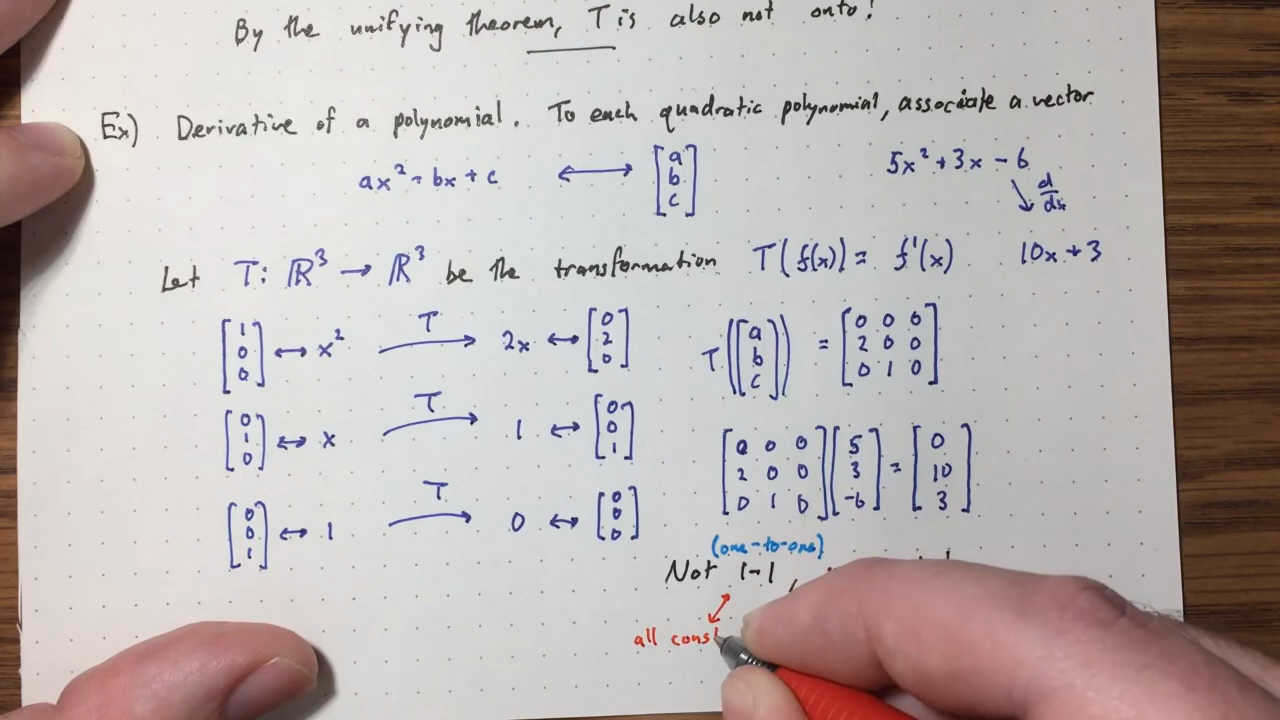 By the unifying theorem, T is also not onto!
Ex) Derivative of a polynomial. To each quadratic polynomial, associate a vector
ax² + bx + c ⟷ [a b c]
5x² + 3x - 6
↘ d/dx
10x + 3
Let T: ℝ³ → ℝ³ be the transformation T(f(x)) = f'(x)
[1 0 0] ↔ x² T→ 2x ↔ [0 2 0]
T([a b c]) = [0 0 0; 2 0 0; 0 1 0]
[0 1 0] ↔ x T→ 1 ↔ [0 0 1]
[0 0 0; 2 0 0; 0 1 0] [5 3 -6] = [0 10 3]
[0 0 1] ↔ 1 T→ 0 ↔ [0 0 0]
(one-to-one)
Not 1-1
all